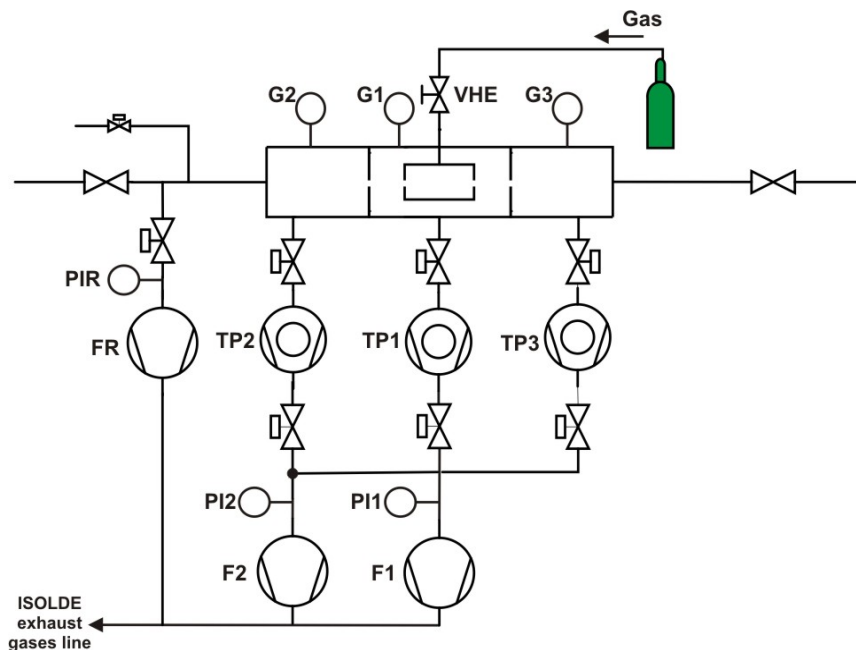 Gas
G2
G1
VHE
G3
PIR
FR
TP2
TP1
TP3
PI2
PI1
F2
F1
ISOLDE
exhaust
gases line